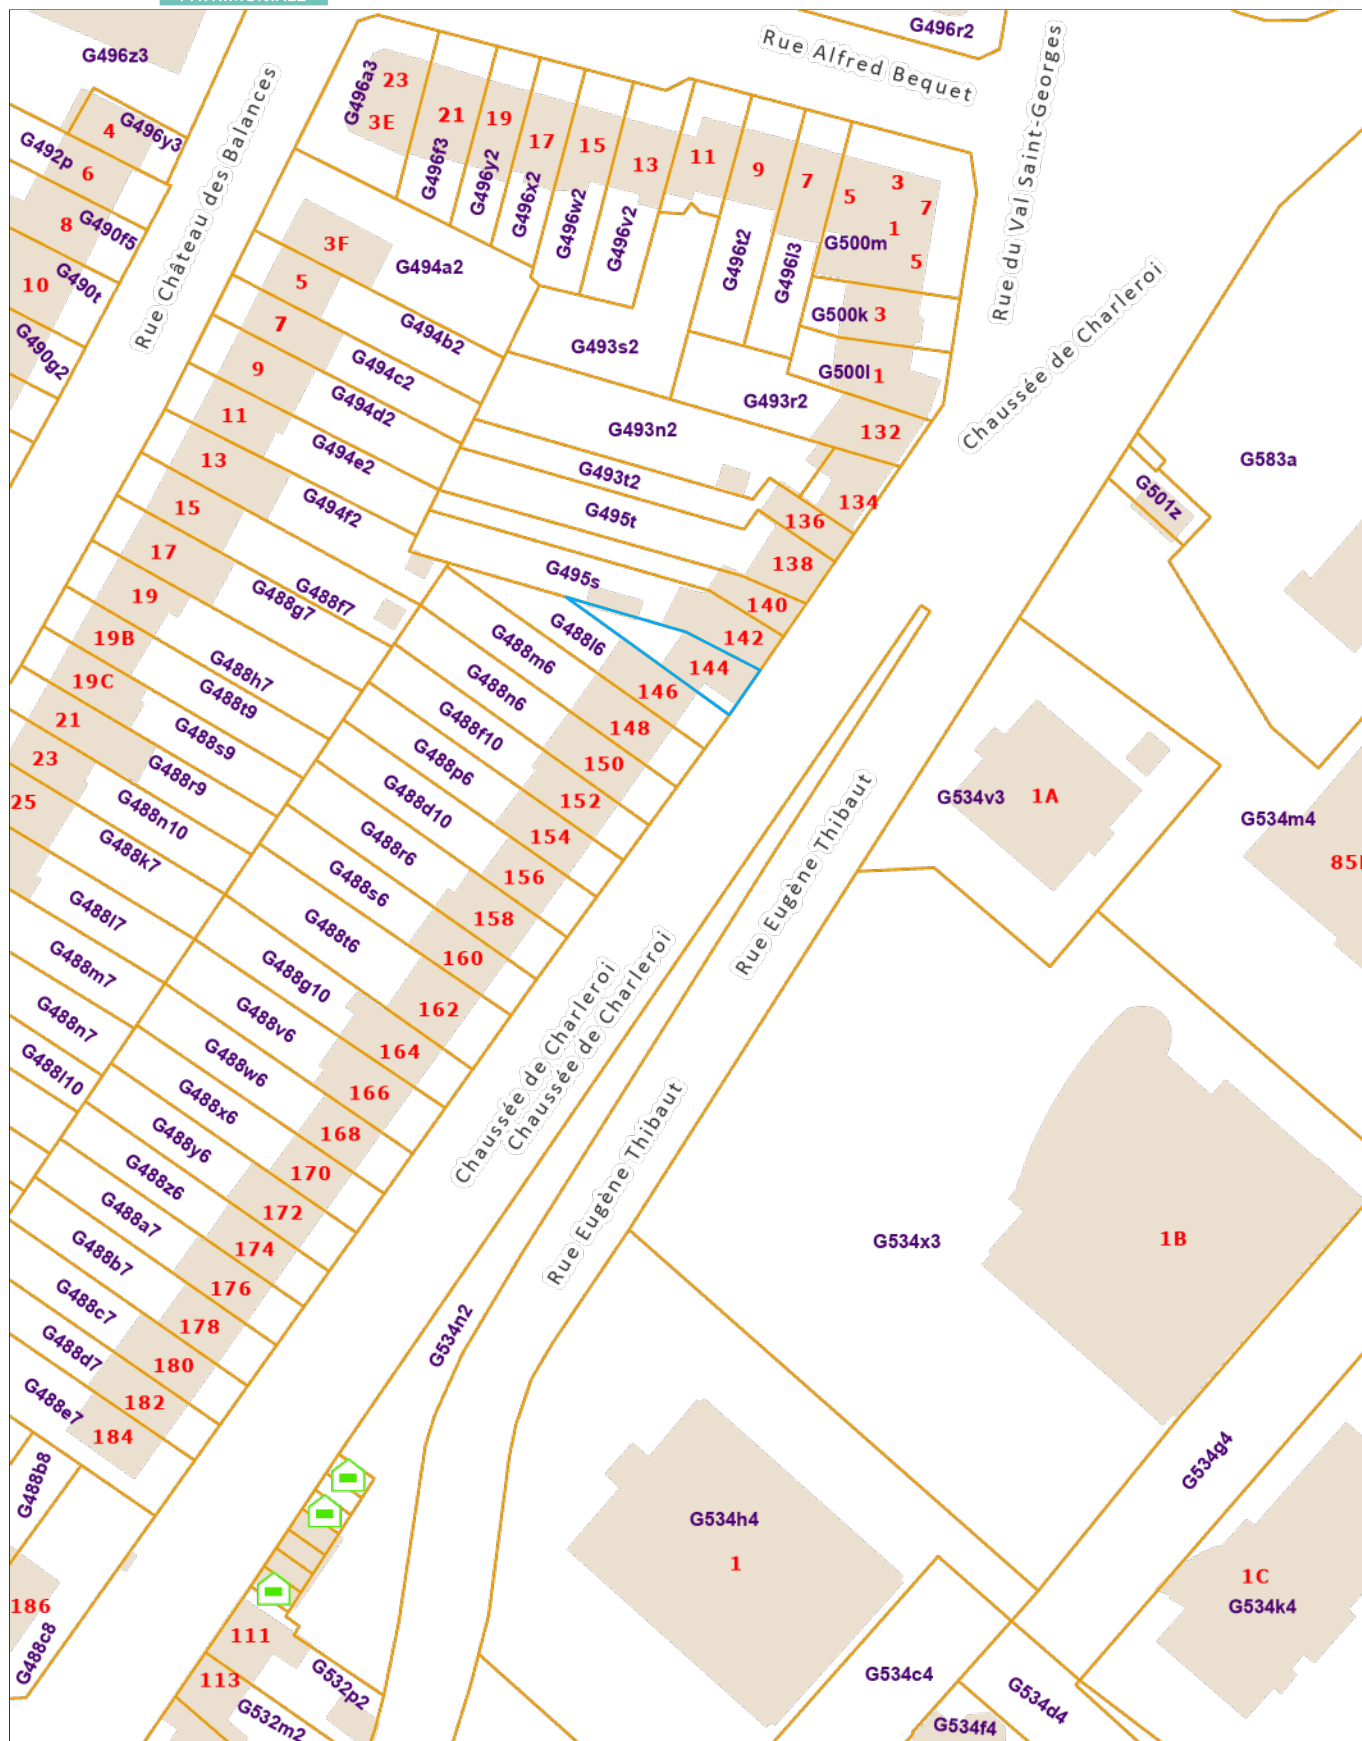 G496z3
G496r2
Rue Alfred Bequet
Rue du Val Saint-Georges
Rue Château des Balances
Chaussée de Charleroi
4
G496y3
G492p
6
8
G490f5
10
G490t
G490g2
G496a3
23
3E
21
G496f3
19
G496y2
17
G496x2
15
G496w2
13
G496v2
11
9
G496t2
7
G496l3
5
3
7
1
5
G500m
G500k
3
G500l
1
3F
G494a2
5
G494b2
7
G494c2
9
G494d2
11
G494e2
13
G494f2
15
G488f7
17
G488g7
19
G488h7
19B
G488t9
19C
G488s9
21
G488r9
23
G488n10
25
G488k7
G488l7
G488m7
G488n7
G488l10
G493s2
G493r2
G493n2
G493t2
G495t
G495s
132
134
136
138
140
142
144
146
148
150
152
154
156
158
160
162
164
166
168
170
172
174
176
178
180
182
184
G488l6
G488m6
G488n6
G488f10
G488p6
G488d10
G488r6
G488s6
G488t6
G488g10
G488v6
G488w6
G488x6
G488y6
G488z6
G488a7
G488b7
G488c7
G488d7
G488e7
G488b8
186
G488c8
G583a
G501z
G534v3
1A
G534m4
Rue Eugène Thibaut
Chaussée de Charleroi
Chaussée de Charleroi
Rue Eugène Thibaut
G534x3
1B
G534n2
G534g4
G534h4
1
1C
G534k4
G534c4
G534d4
G534f4
111
113
G532p2
G532m2